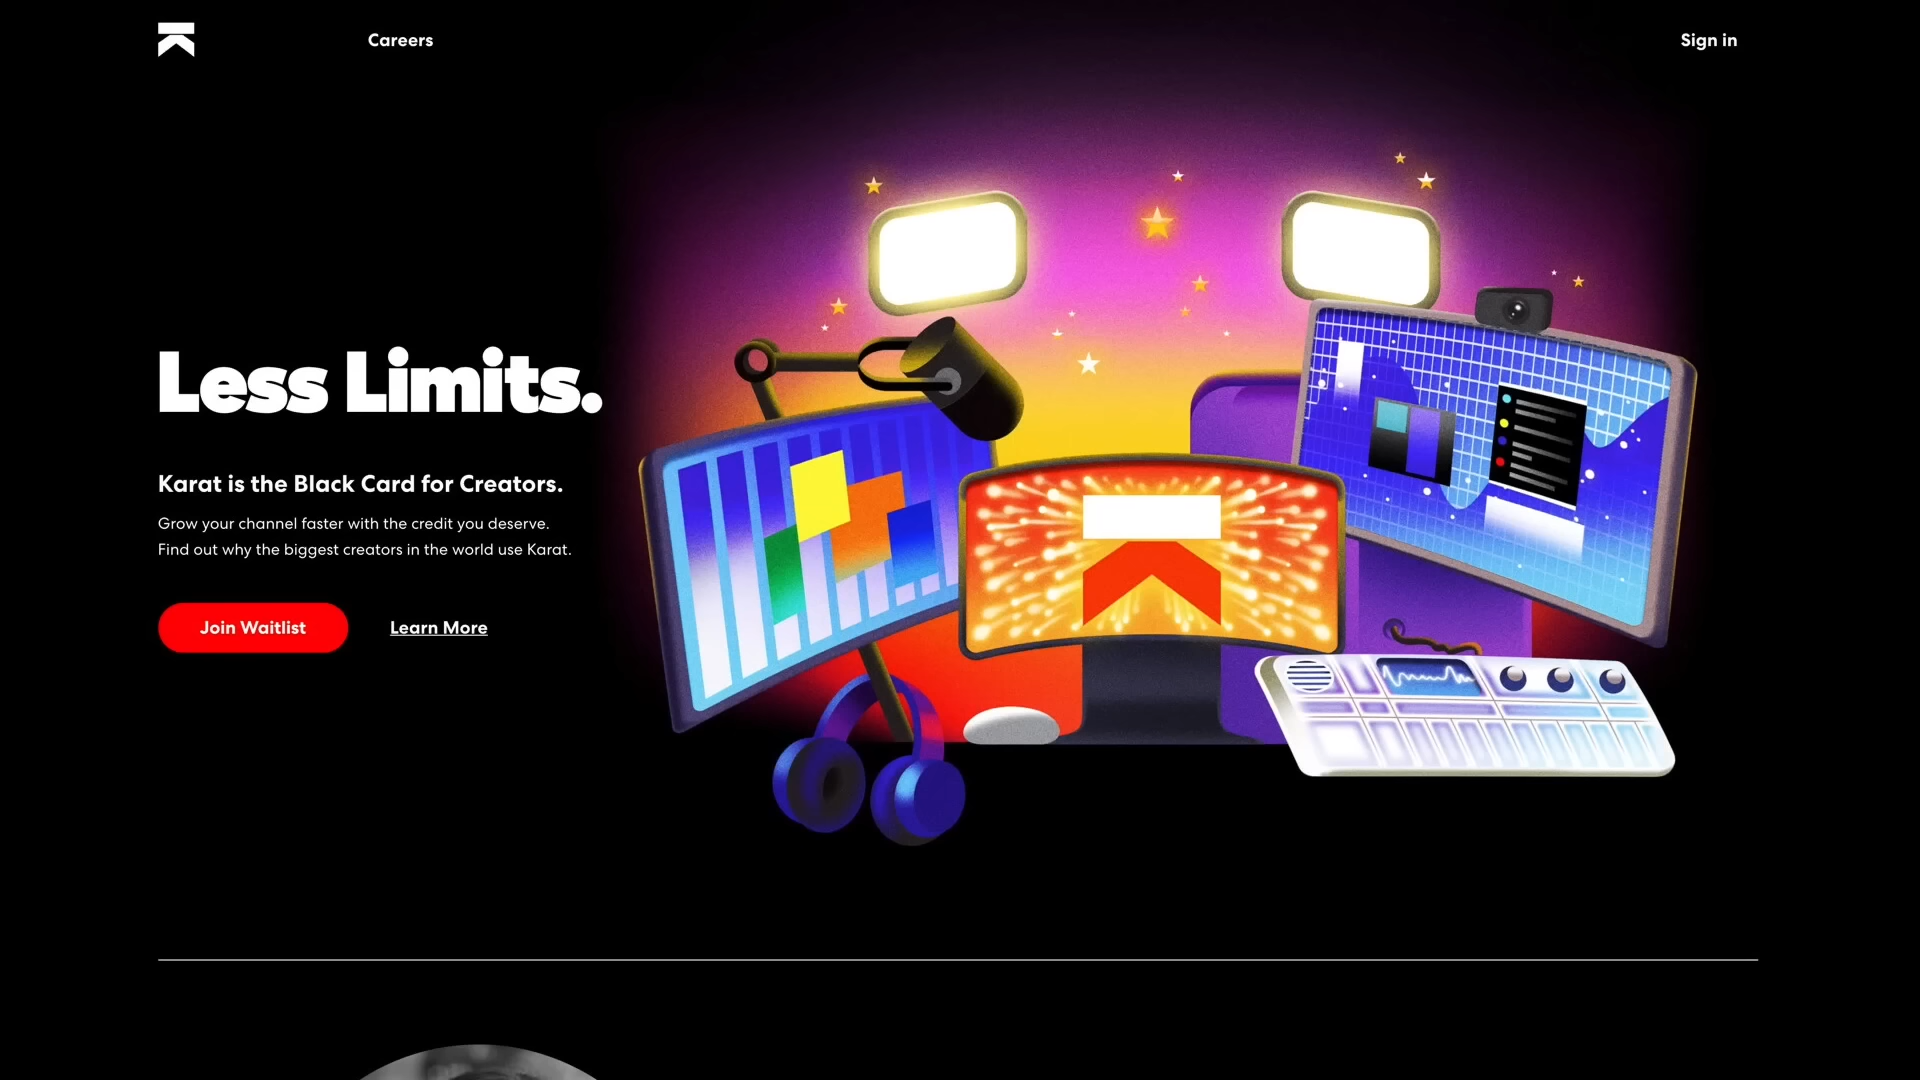 Careers
Sign in
Less Limits.
Karat is the Black Card for Creators.
Grow your channel faster with the credit you deserve.
Find out why the biggest creators in the world use Karat.
Join Waitlist
Learn More